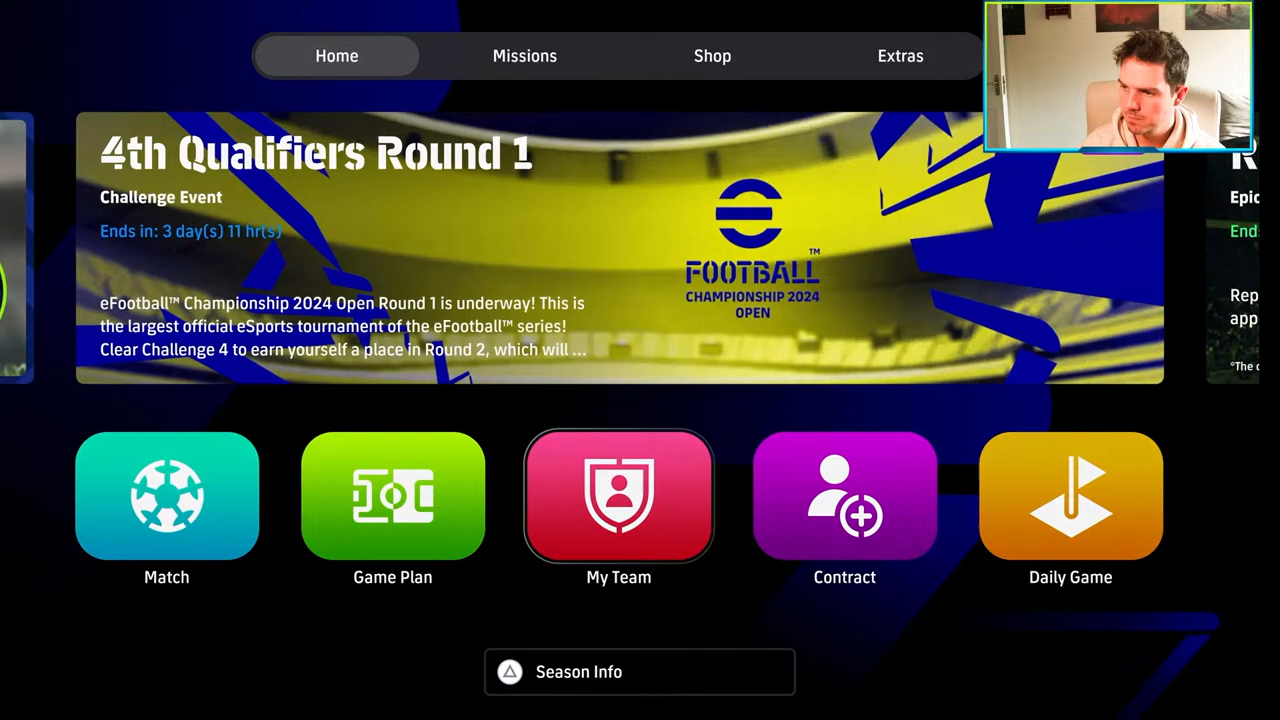 Home
Missions
Shop
Extras
4th Qualifiers Round 1
Challenge Event
Ends in: 3 day(s) 11 hr(s)
eFootball™ Championship 2024 Open Round 1 is underway! This is
the largest official eSports tournament of the eFootball™ series!
Clear Challenge 4 to earn yourself a place in Round 2, which will ...
FOOTBALL™
CHAMPIONSHIP 2024
OPEN
Epic
End
Rep
app
*The
Match
Game Plan
My Team
Contract
Daily Game
Season Info